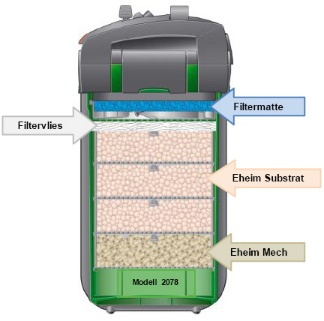 Filtermatte
Filtervlies
Eheim Substrat
Eheim Mech
Modell 2078